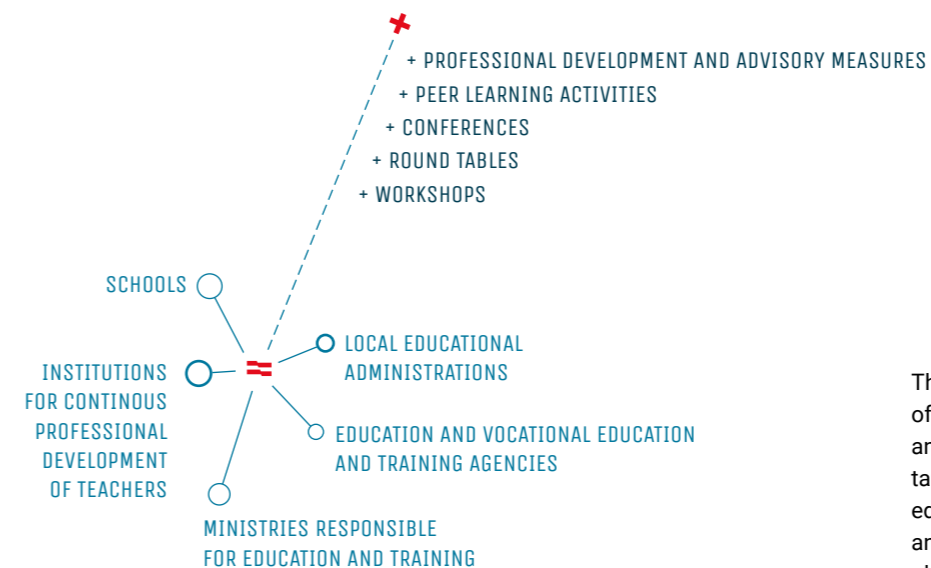 + PROFESSIONAL DEVELOPMENT AND ADVISORY MEASURES
+ PEER LEARNING ACTIVITIES
+ CONFERENCES
+ ROUND TABLES
+ WORKSHOPS
SCHOOLS
LOCAL EDUCATIONAL
ADMINISTRATIONS
INSTITUTIONS
FOR CONTINOUS
PROFESSIONAL
DEVELOPMENT
OF TEACHERS
EDUCATION AND VOCATIONAL EDUCATION
AND TRAINING AGENCIES
MINISTRIES RESPONSIBLE
FOR EDUCATION AND TRAINING